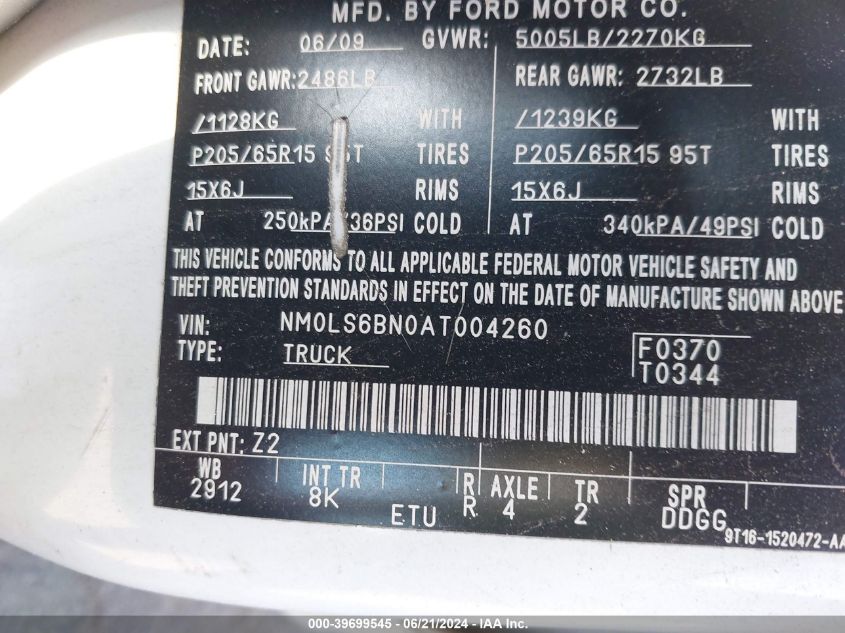 MFD. BY FORD MOTOR CO.
DATE: 06/09 GVWR: 5005LB/2270KG
FRONT GAWR: 2486LB REAR GAWR: 2732LB
/1128KG WITH /1239KG WITH
P205/65R15 95T TIRES P205/65R15 95T TIRES
15X6J RIMS 15X6J RIMS
AT 250kPA/36PSI COLD AT 340kPA/49PSI COLD
THIS VEHICLE CONFORMS TO ALL APPLICABLE FEDERAL MOTOR VEHICLE SAFETY AND
THEFT PREVENTION STANDARDS IN EFFECT ON THE DATE OF MANUFACTURE SHOWN ABOVE
VIN: NM0LS6BN0AT004260
TYPE: TRUCK F0370
T0344
EXT PNT: Z2
WB INT TR R AXLE TR SPR
2912 8K R 4 2 DDGG
ETU 9T16-1520472-AA
000-39699545 - 06/21/2024 - IAA Inc.